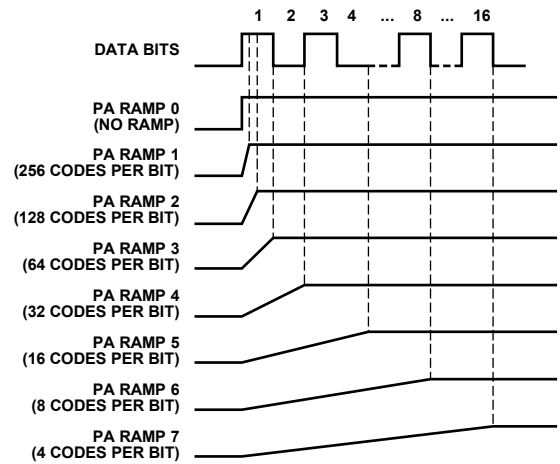 1 2 3 4 ... 8 ... 16
DATA BITS
PA RAMP 0
(NO RAMP)
PA RAMP 1
(256 CODES PER BIT)
PA RAMP 2
(128 CODES PER BIT)
PA RAMP 3
(64 CODES PER BIT)
PA RAMP 4
(32 CODES PER BIT)
PA RAMP 5
(16 CODES PER BIT)
PA RAMP 6
(8 CODES PER BIT)
PA RAMP 7
(4 CODES PER BIT)